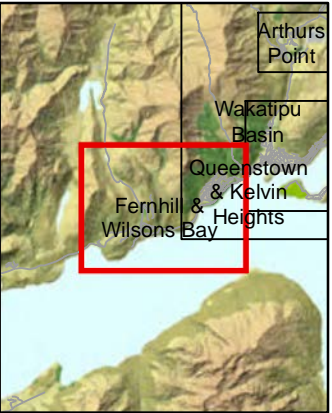 Arthurs
Point
Wakatipu
Basin
Queenstown
& Kelvin
Heights
Fernhill &
Wilsons Bay